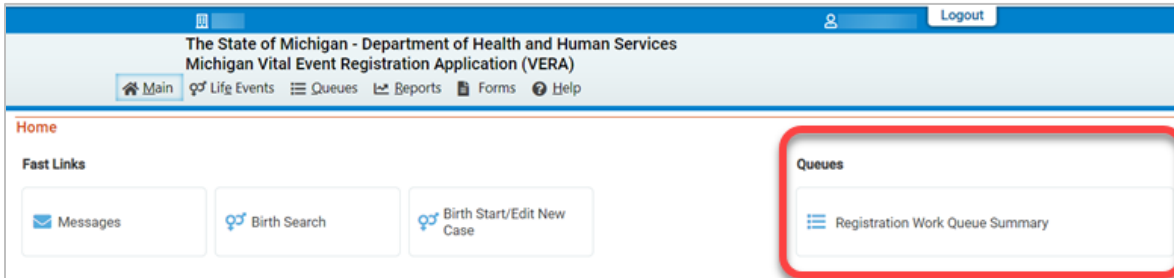 Logout
The State of Michigan - Department of Health and Human Services
Michigan Vital Event Registration Application (VERA)
Main Life Events Queues Reports Forms Help
Home
Fast Links
Queues
Messages
Birth Search
Birth Start/Edit New
Case
Registration Work Queue Summary